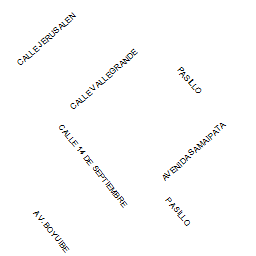 CALLE JERUSALEN
CALLE VALLEGRANDE
PASILLO
CALLE 14 DE SEPTIEMBRE
AVENIDA SAMAIPATA
PASILLO
AV. BOYUIBE